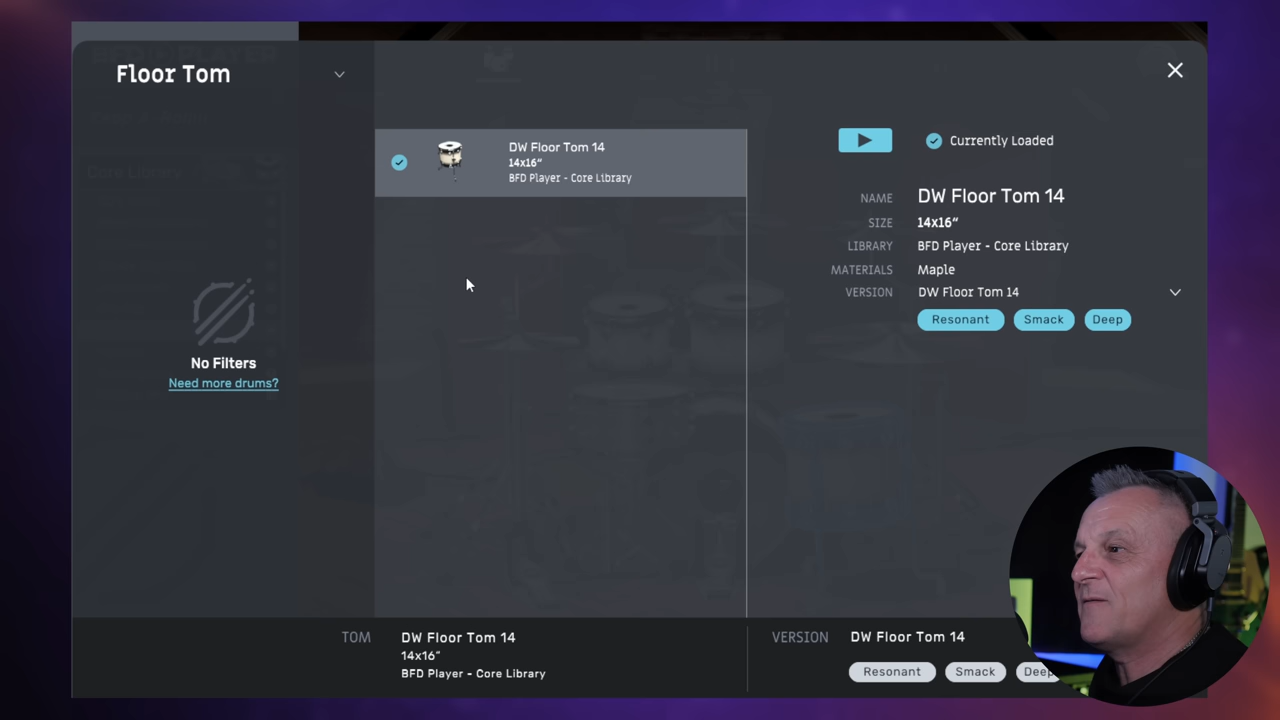 Floor Tom
DW Floor Tom 14
14x16“
BFD Player - Core Library
Currently Loaded
NAME DW Floor Tom 14
SIZE 14x16“
LIBRARY BFD Player - Core Library
MATERIALS Maple
VERSION DW Floor Tom 14
Resonant Smack Deep
No Filters
Need more drums?
TOM DW Floor Tom 14
14x16"
BFD Player - Core Library
VERSION DW Floor Tom 14
Resonant Smack Deep
Core Library